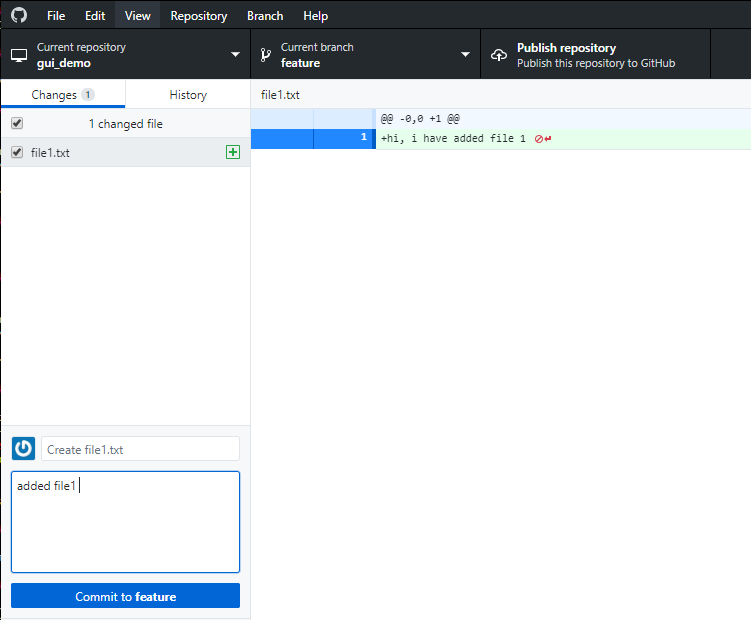 File Edit View Repository Branch Help
Current repository
gui_demo
Current branch
feature
Publish repository
Publish this repository to GitHub
Changes 1
History
file1.txt
1 changed file
file1.txt
@@ -0,0 +1 @@
1 +hi, i have added file 1
Create file1.txt
added file1
Commit to feature